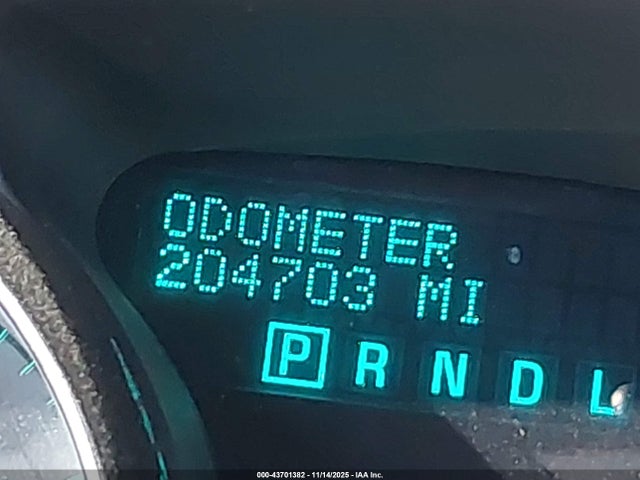 ODOMETER
204703 MI
P R N D L
000-43701382 - 11/14/2025 - IAA Inc.